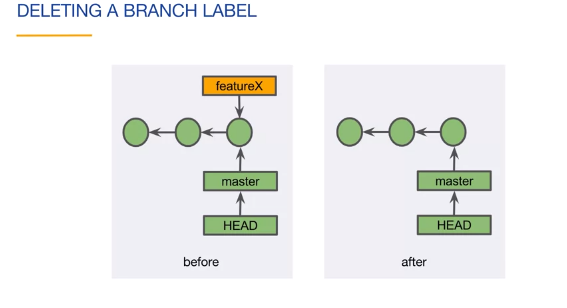 DELETING A BRANCH LABEL
featureX
master
HEAD
before
master
HEAD
after